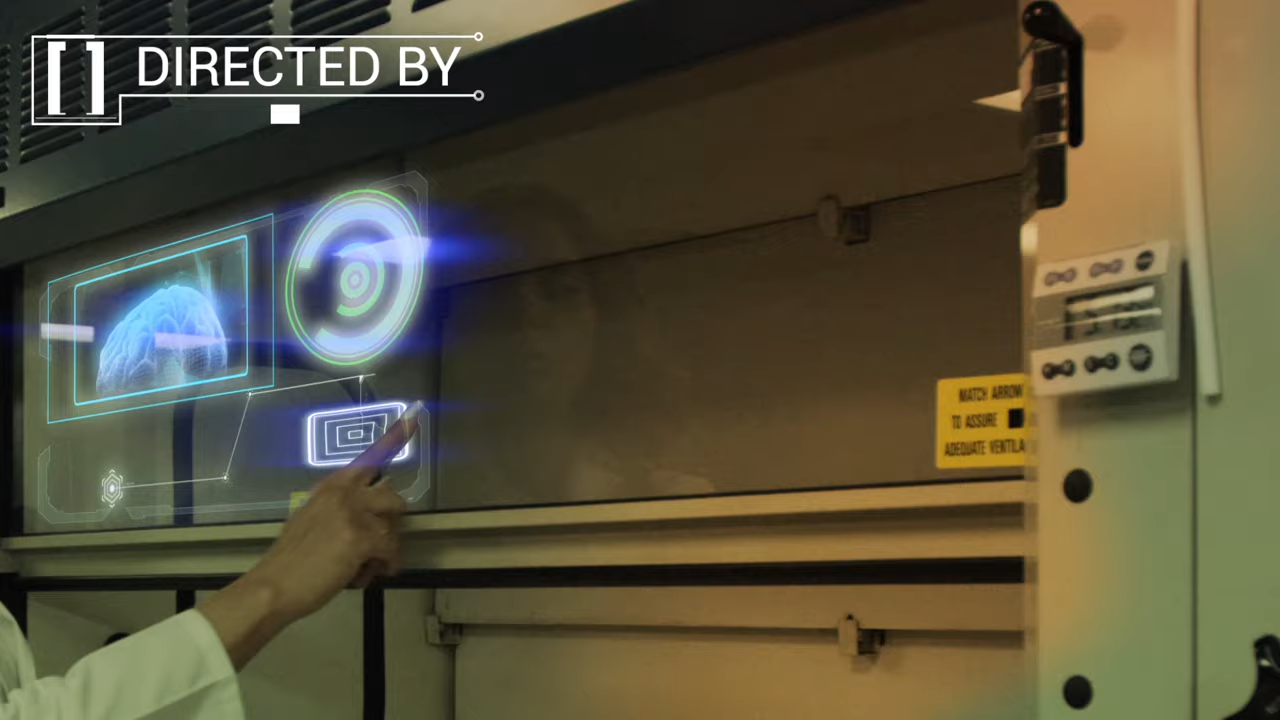 [ ] DIRECTED BY
MATCH ARROW
TO ASSURE
ADEQUATE VENTILA